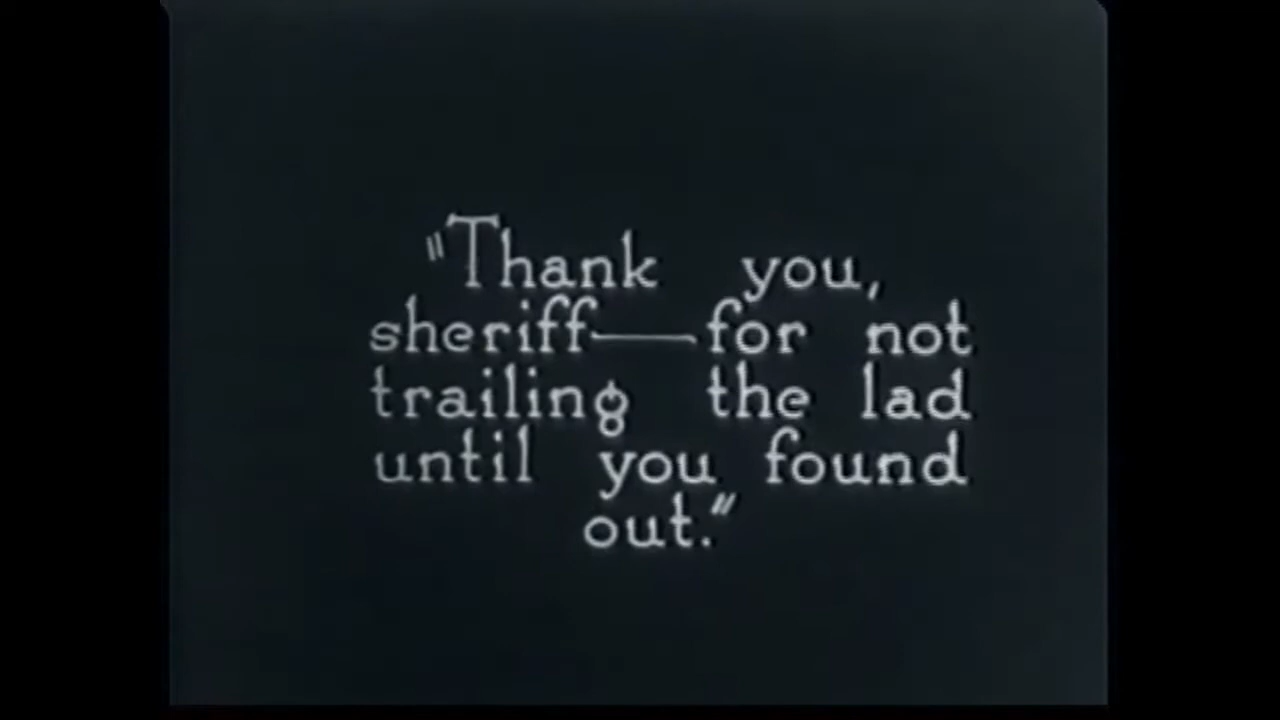 "Thank you,
sheriff—for not
trailing the lad
until you found
out."